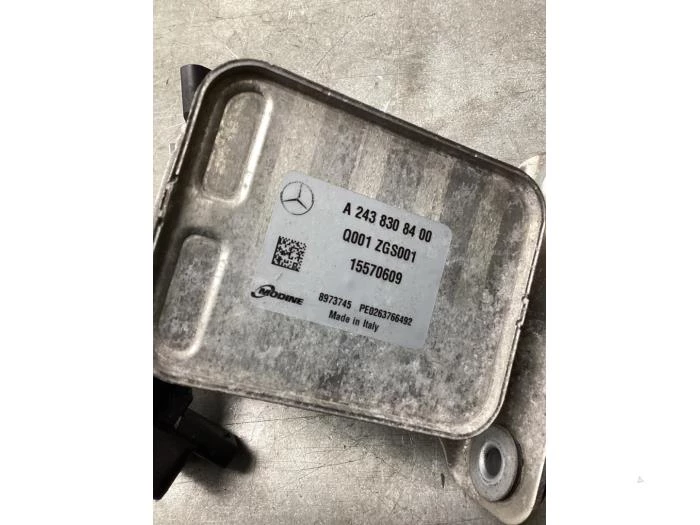 A 243 830 84 00
Q001 ZGS001
15570609
MODINE
8973745 PE0263766492
Made in Italy